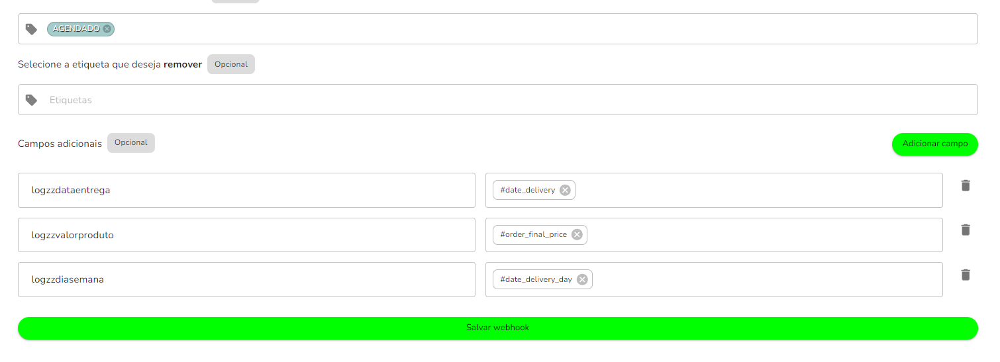 AGENDADO
Selecione a etiqueta que deseja remover Opcional
Etiquetas
Campos adicionais Opcional Adicionar campo
logzzdataentrega #date_delivery
logzzvalorproduto #order_final_price
logzzdiasemana #date_delivery_day
Salvar webhook